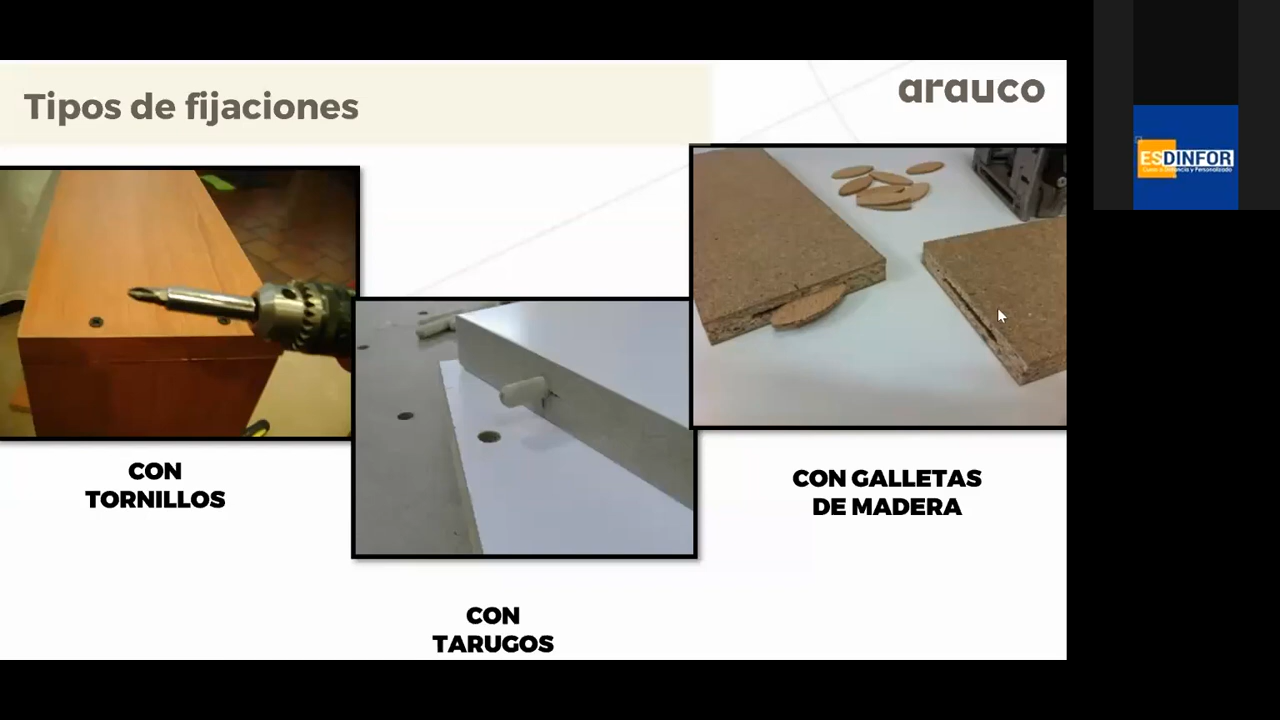 Tipos de fijaciones
arauco
ESDINFOR
CON
TORNILLOS
CON GALLETAS
DE MADERA
CON
TARUGOS